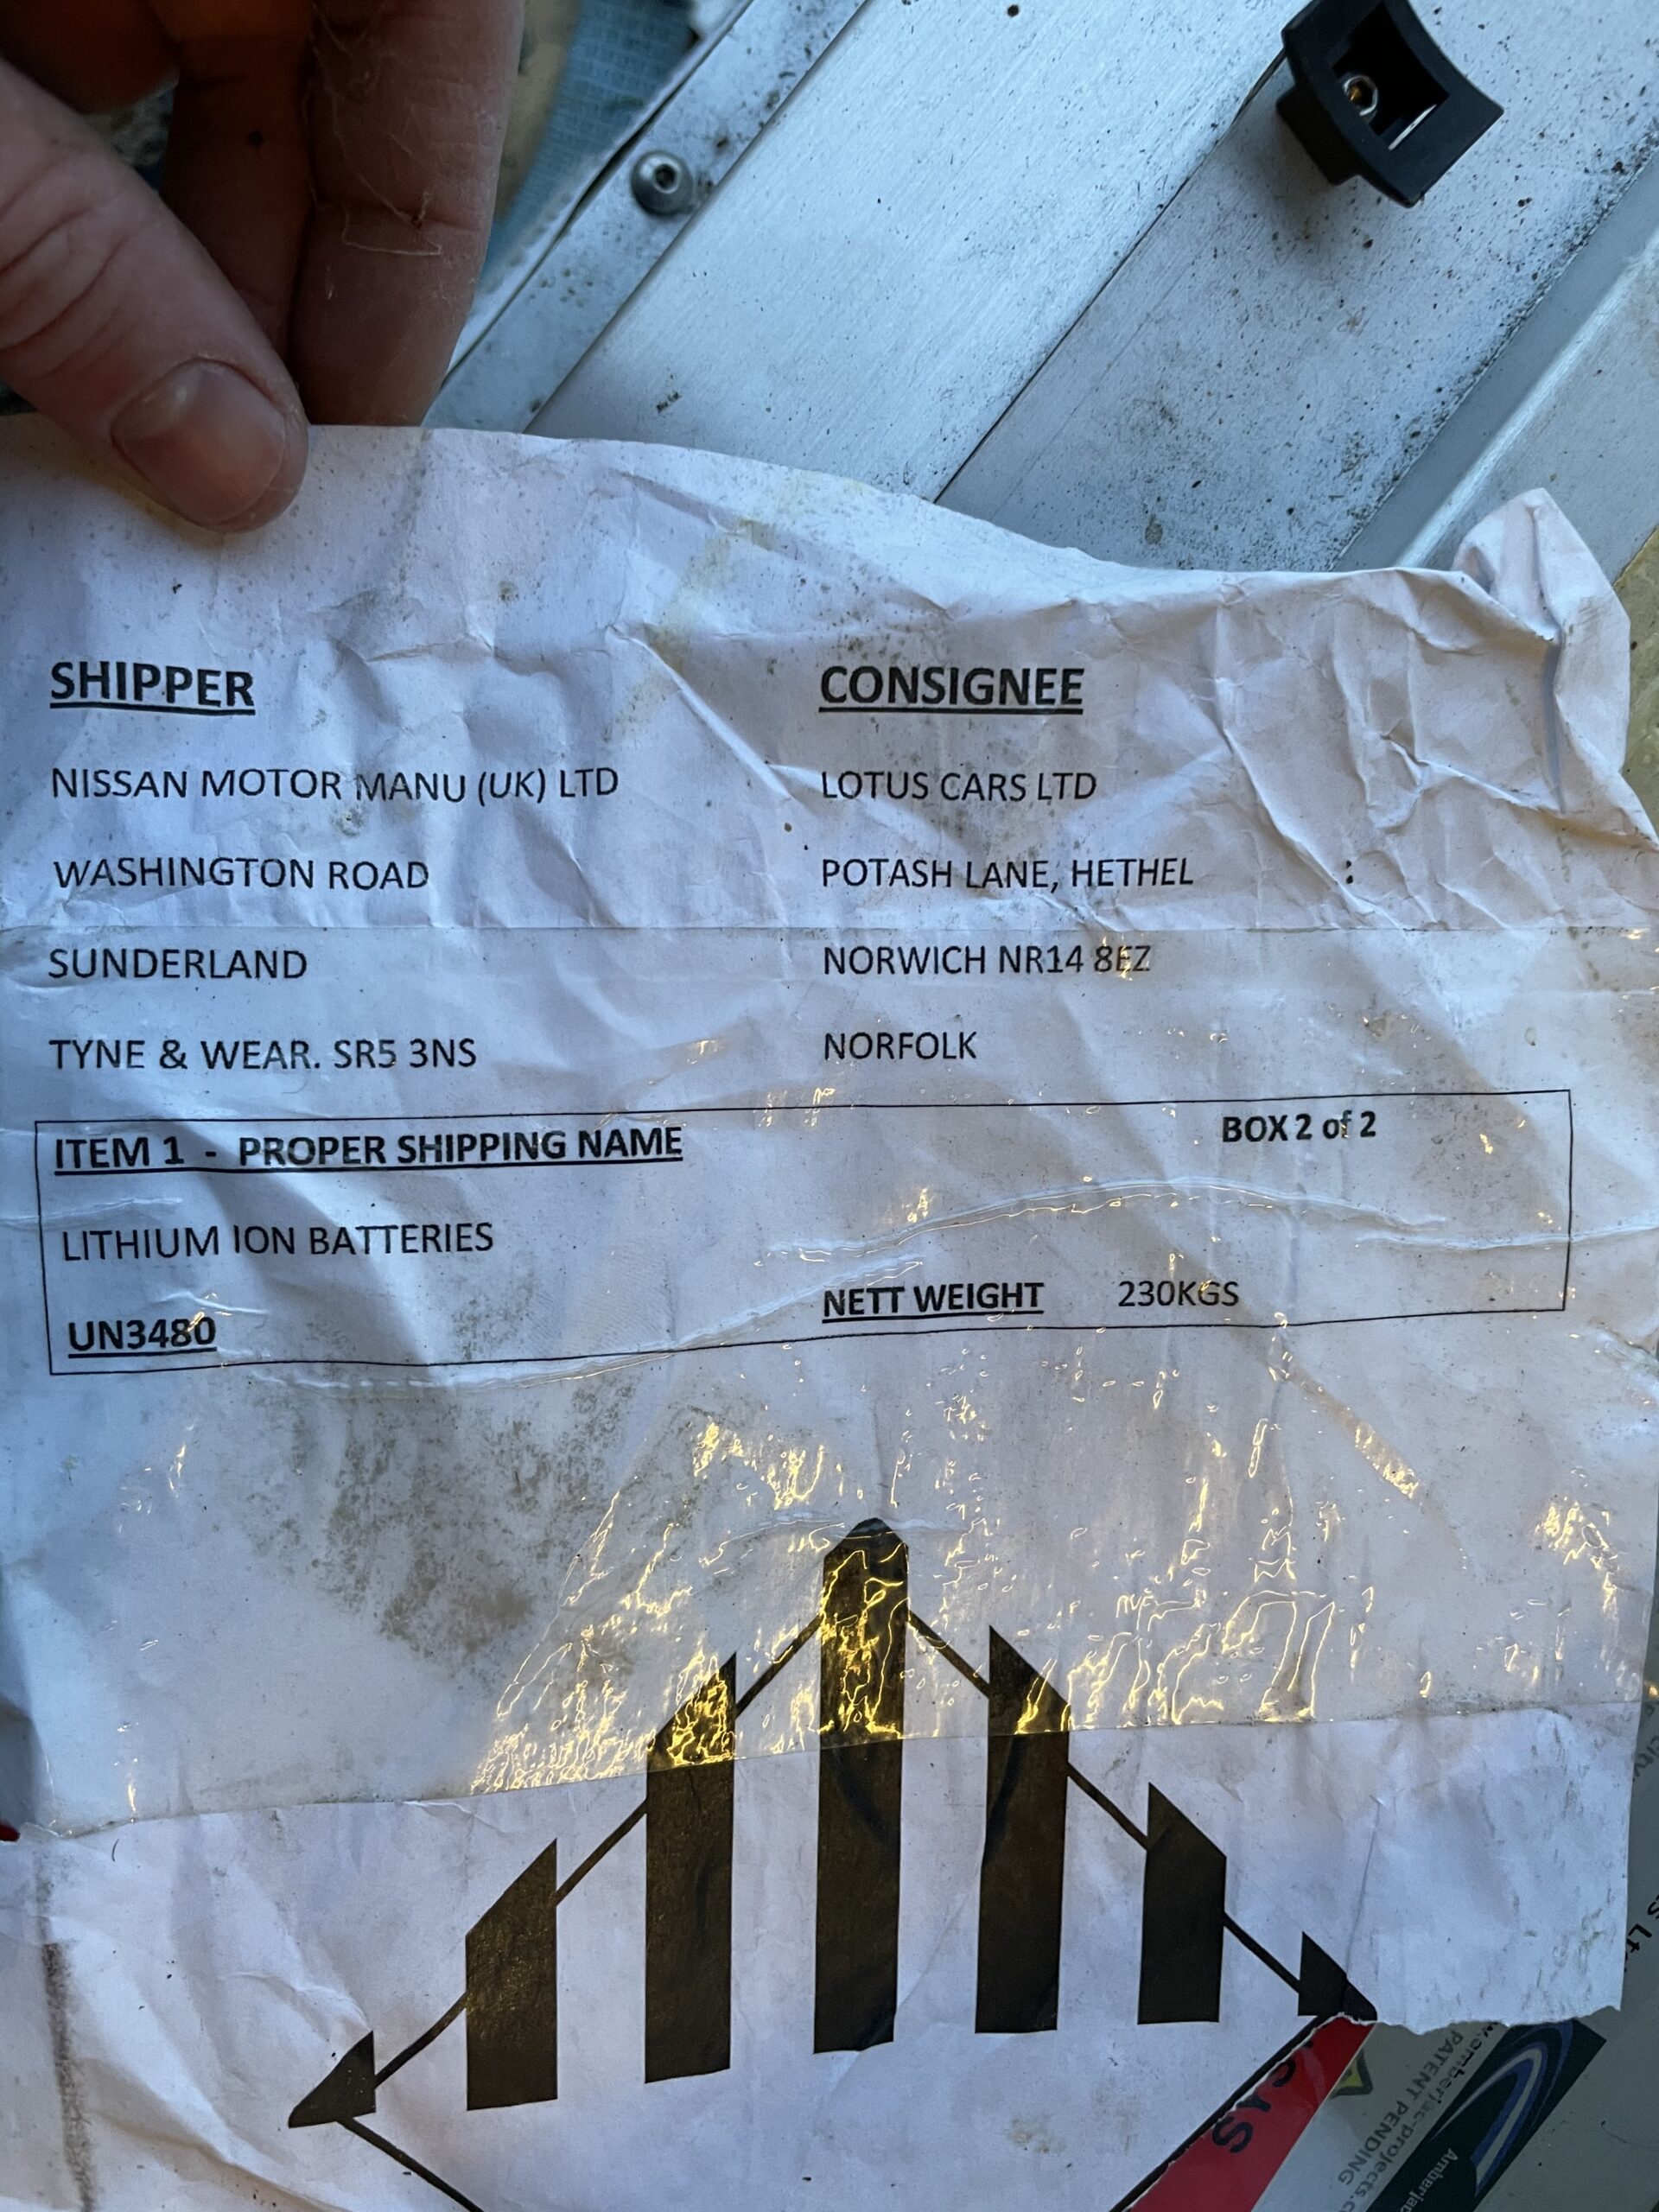 SHIPPER
NISSAN MOTOR MANU (UK) LTD
WASHINGTON ROAD
SUNDERLAND
TYNE & WEAR. SR5 3NS
CONSIGNEE
LOTUS CARS LTD
POTASH LANE, HETHEL :
NORWICH NR14 8EZ
NORFOLK
ITEM 1 - PROPER SHIPPING NAME
BOX 2 of 2
LITHIUM ION BATTERIES
UN3480
NETT WEIGHT 230KGS
PATENT PENDING